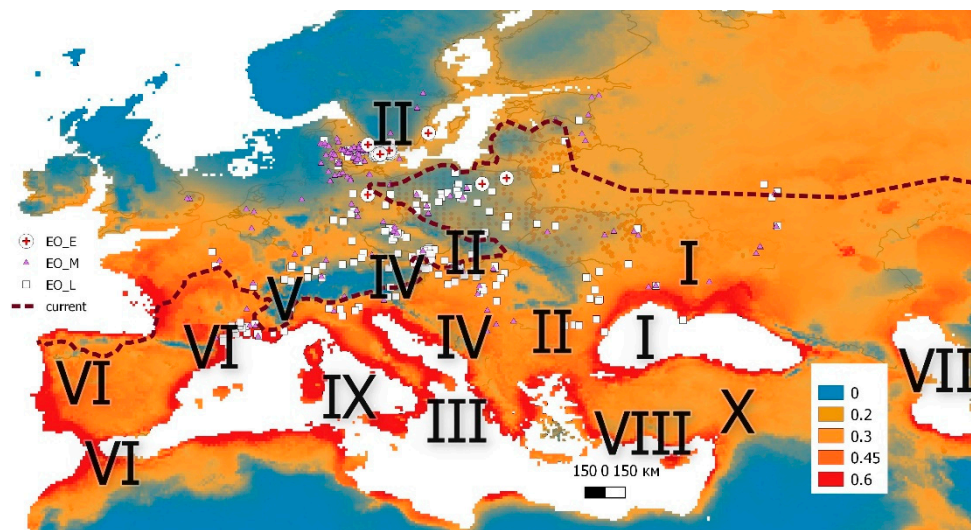 II
EO_E
EO_M
EO_L
current
II
I
V
IV
VI
VI
IV
II
I
VII
IX
III
VIII
X
VI
150 0 150 км
0
0.2
0.3
0.45
0.6